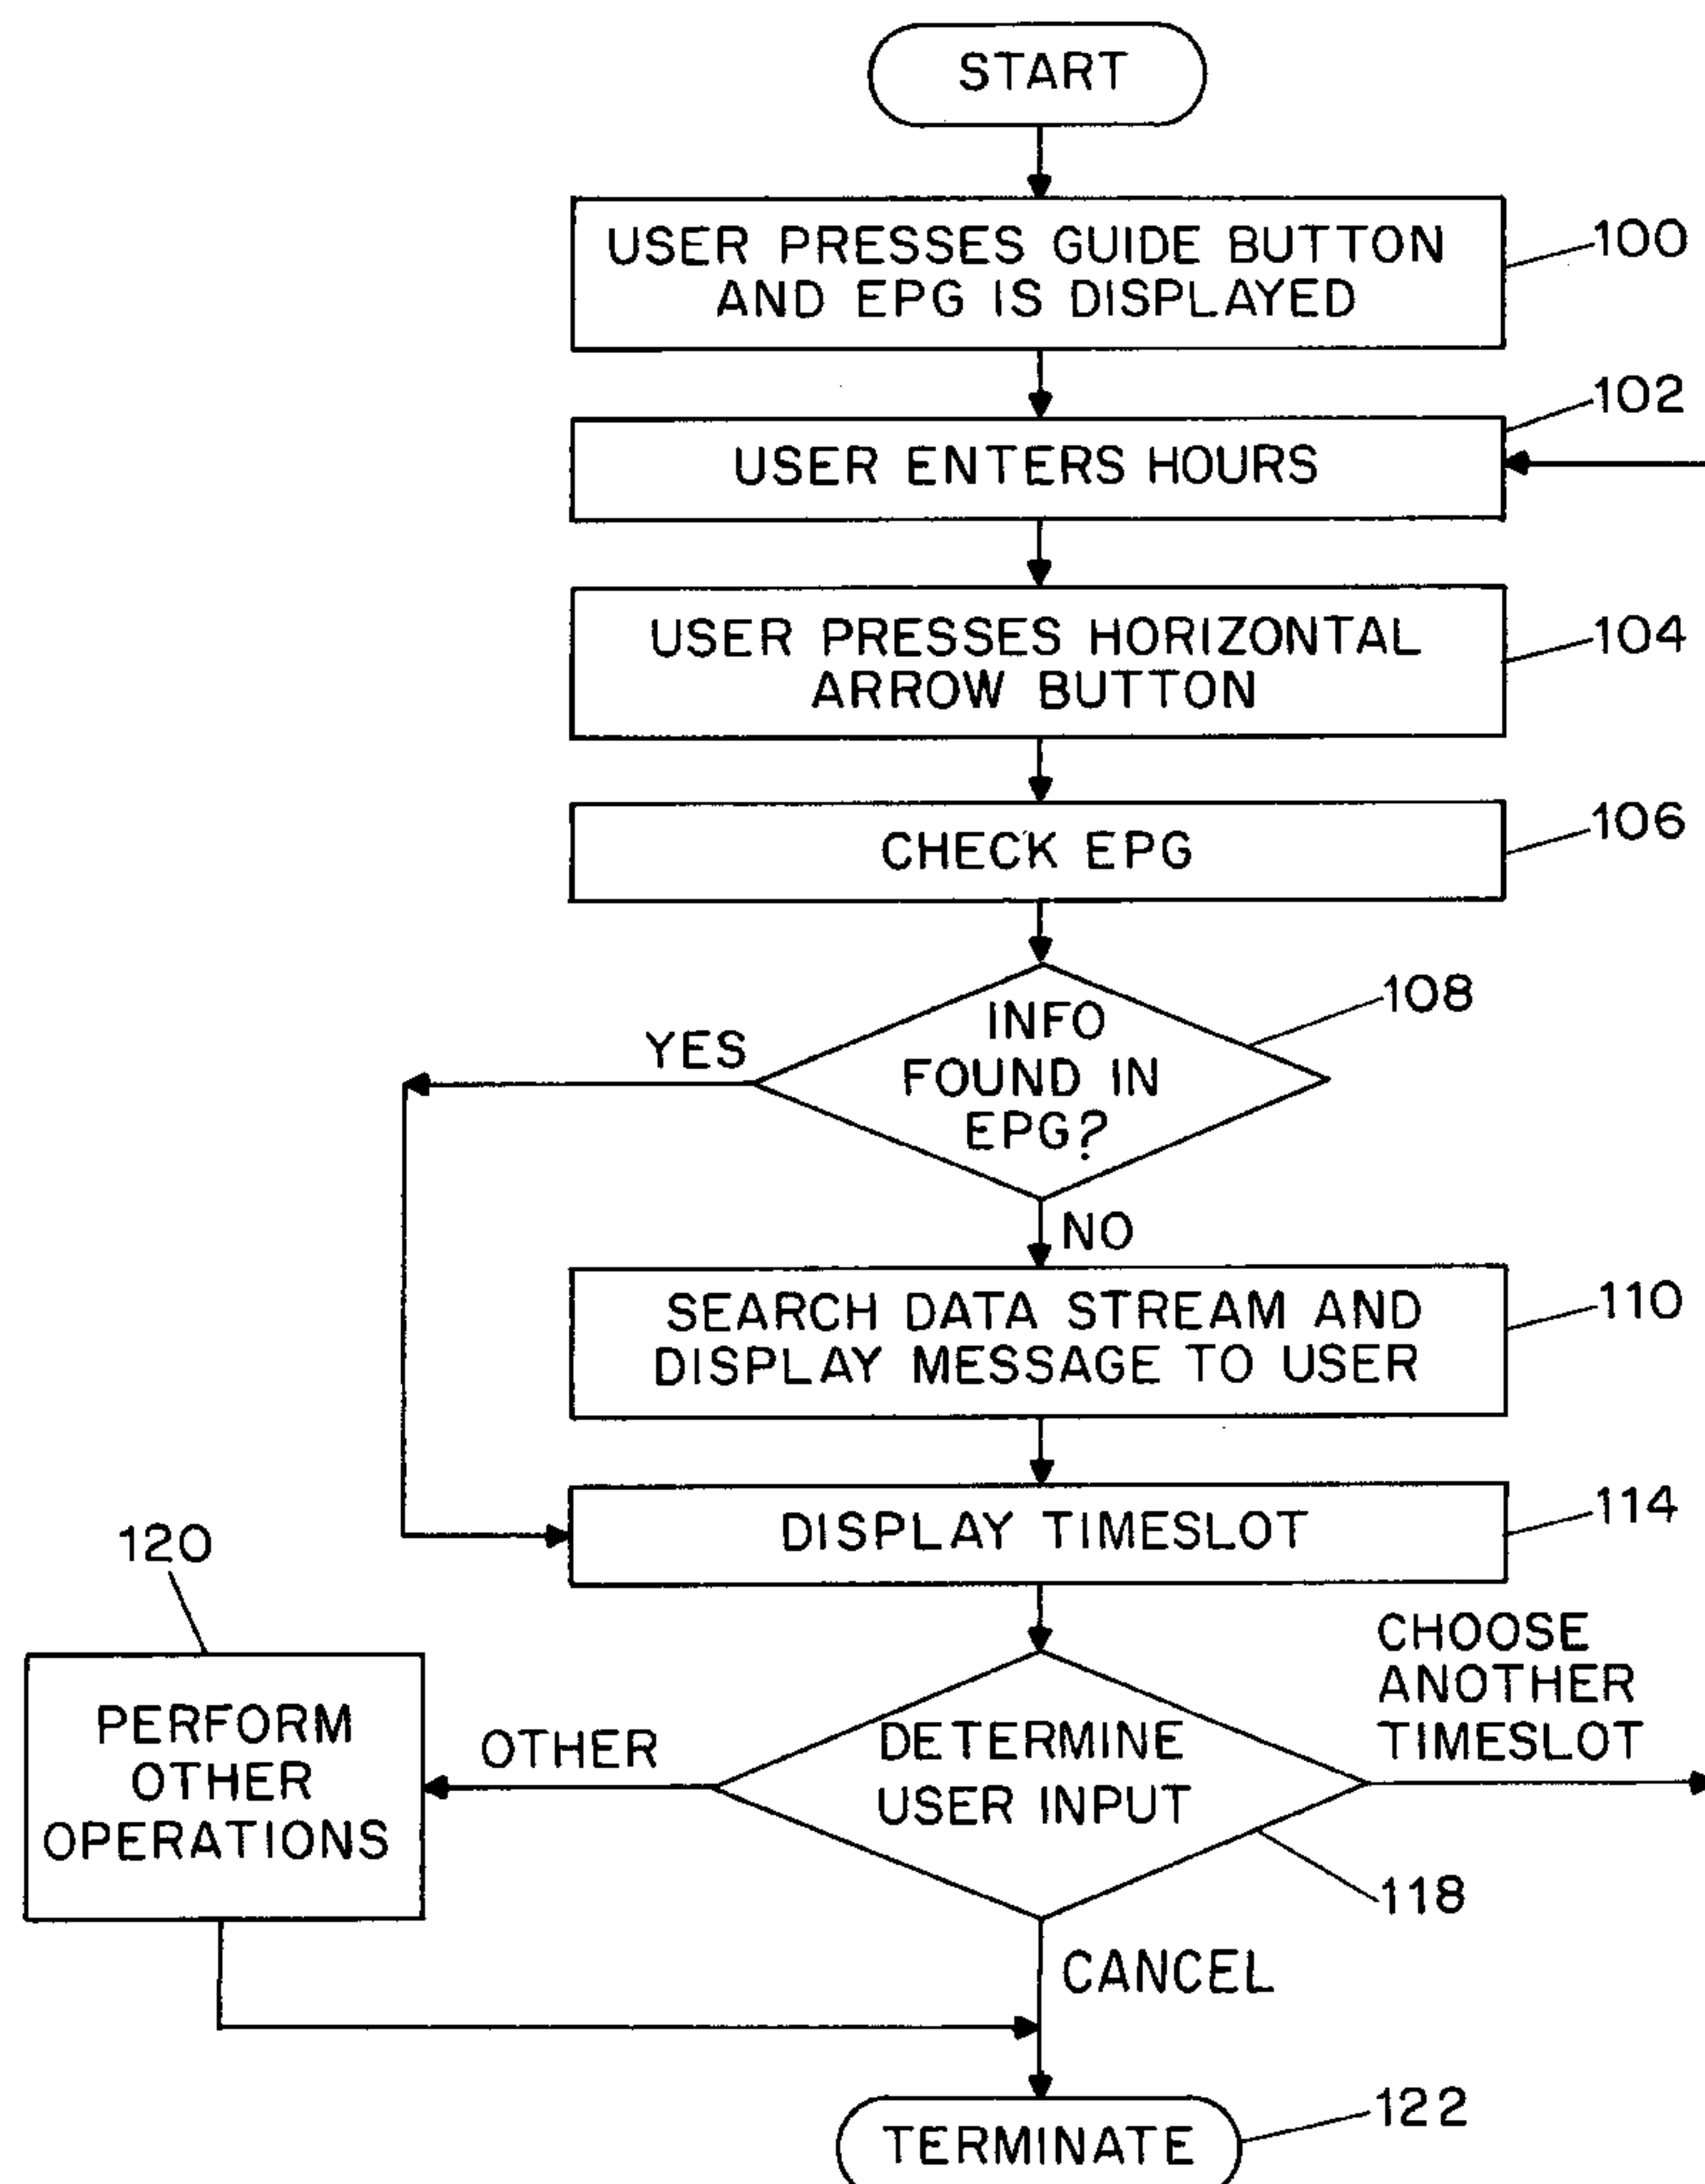 START
USER PRESSES GUIDE BUTTON
AND EPG IS DISPLAYED
100
102
USER ENTERS HOURS
USER PRESSES HORIZONTAL
ARROW BUTTON
104
CHECK EPG
106
INFO
FOUND IN
EPG?
108
YES
NO
SEARCH DATA STREAM AND
DISPLAY MESSAGE TO USER
110
DISPLAY TIMESLOT
114
120
PERFORM
OTHER
OPERATIONS
OTHER
DETERMINE
USER INPUT
CHOOSE
ANOTHER
TIMESLOT
118
CANCEL
TERMINATE
122